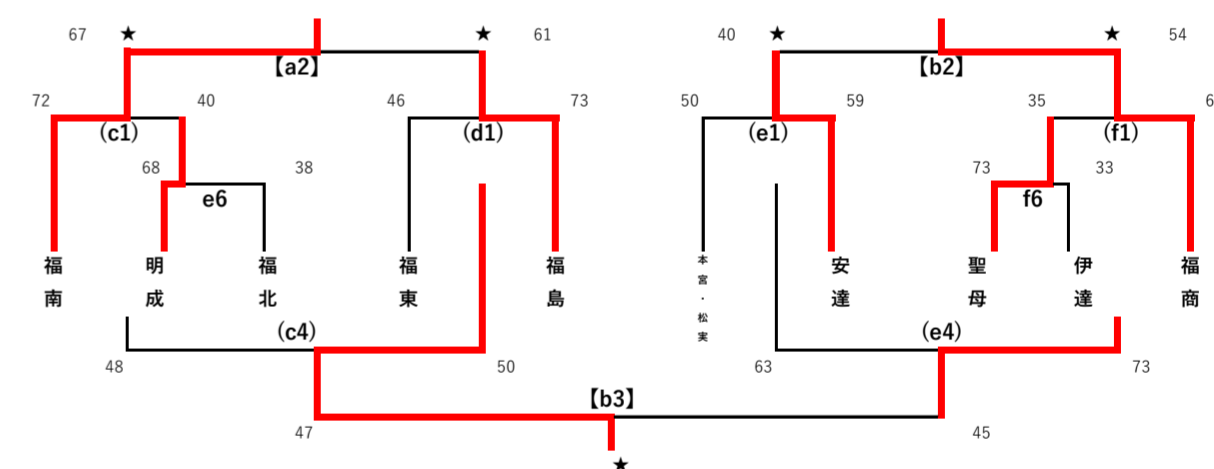 67 ★ ★ 61 40 ★ ★ 54
【a2】 【b2】
72 40 46 73 50 59 35 6
(c1) (d1) (e1) (f1)
68 38 73 33
e6 f6
福南 明成 福北 福東 福島 本宮・松実 安達 聖母 伊達 福商
(c4) (e4)
48 50 63 73
【b3】
47 45
★